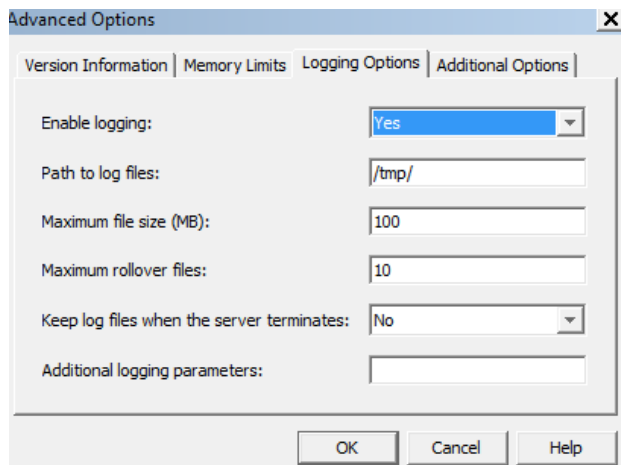 Advanced Options
Version Information Memory Limits Logging Options Additional Options
Enable logging: Yes
Path to log files: /tmp/
Maximum file size (MB): 100
Maximum rollover files: 10
Keep log files when the server terminates: No
Additional logging parameters:
OK Cancel Help